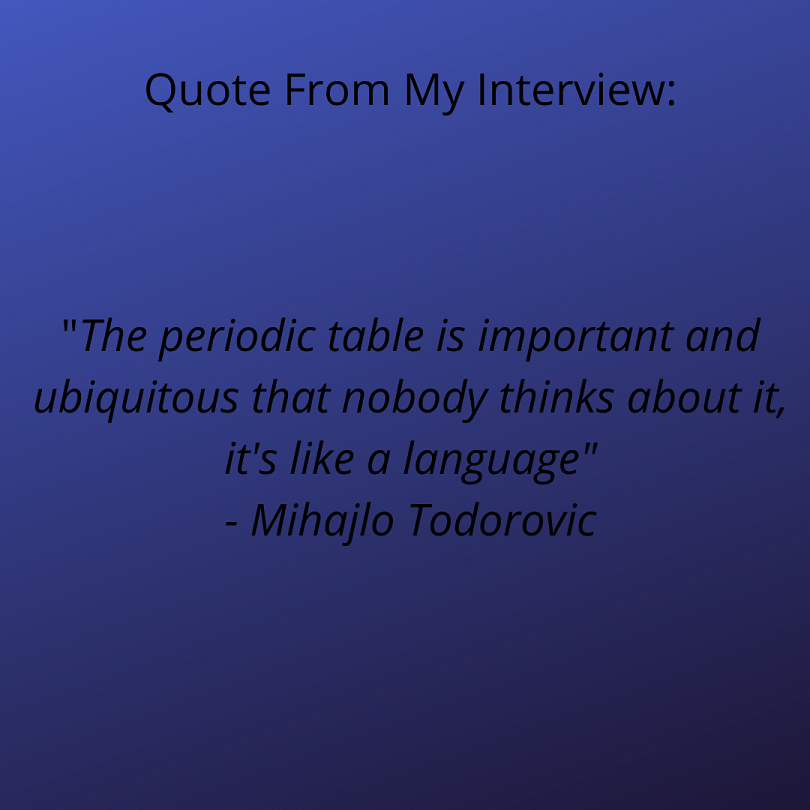 Quote From My Interview:
"The periodic table is important and
ubiquitous that nobody thinks about it,
it's like a language"
- Mihajlo Todorovic